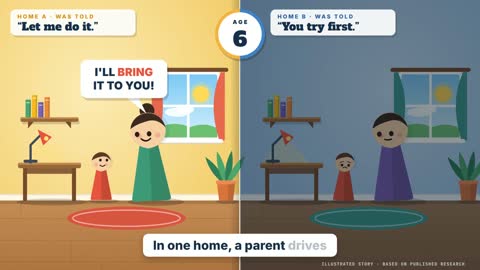 HOME A · WAS TOLD
“Let me do it.”
AGE
6
HOME B · WAS TOLD
“You try first.”
I'LL BRING
IT TO YOU!
In one home, a parent drives
ILLUSTRATED STORY · BASED ON PUBLISHED RESEARCH